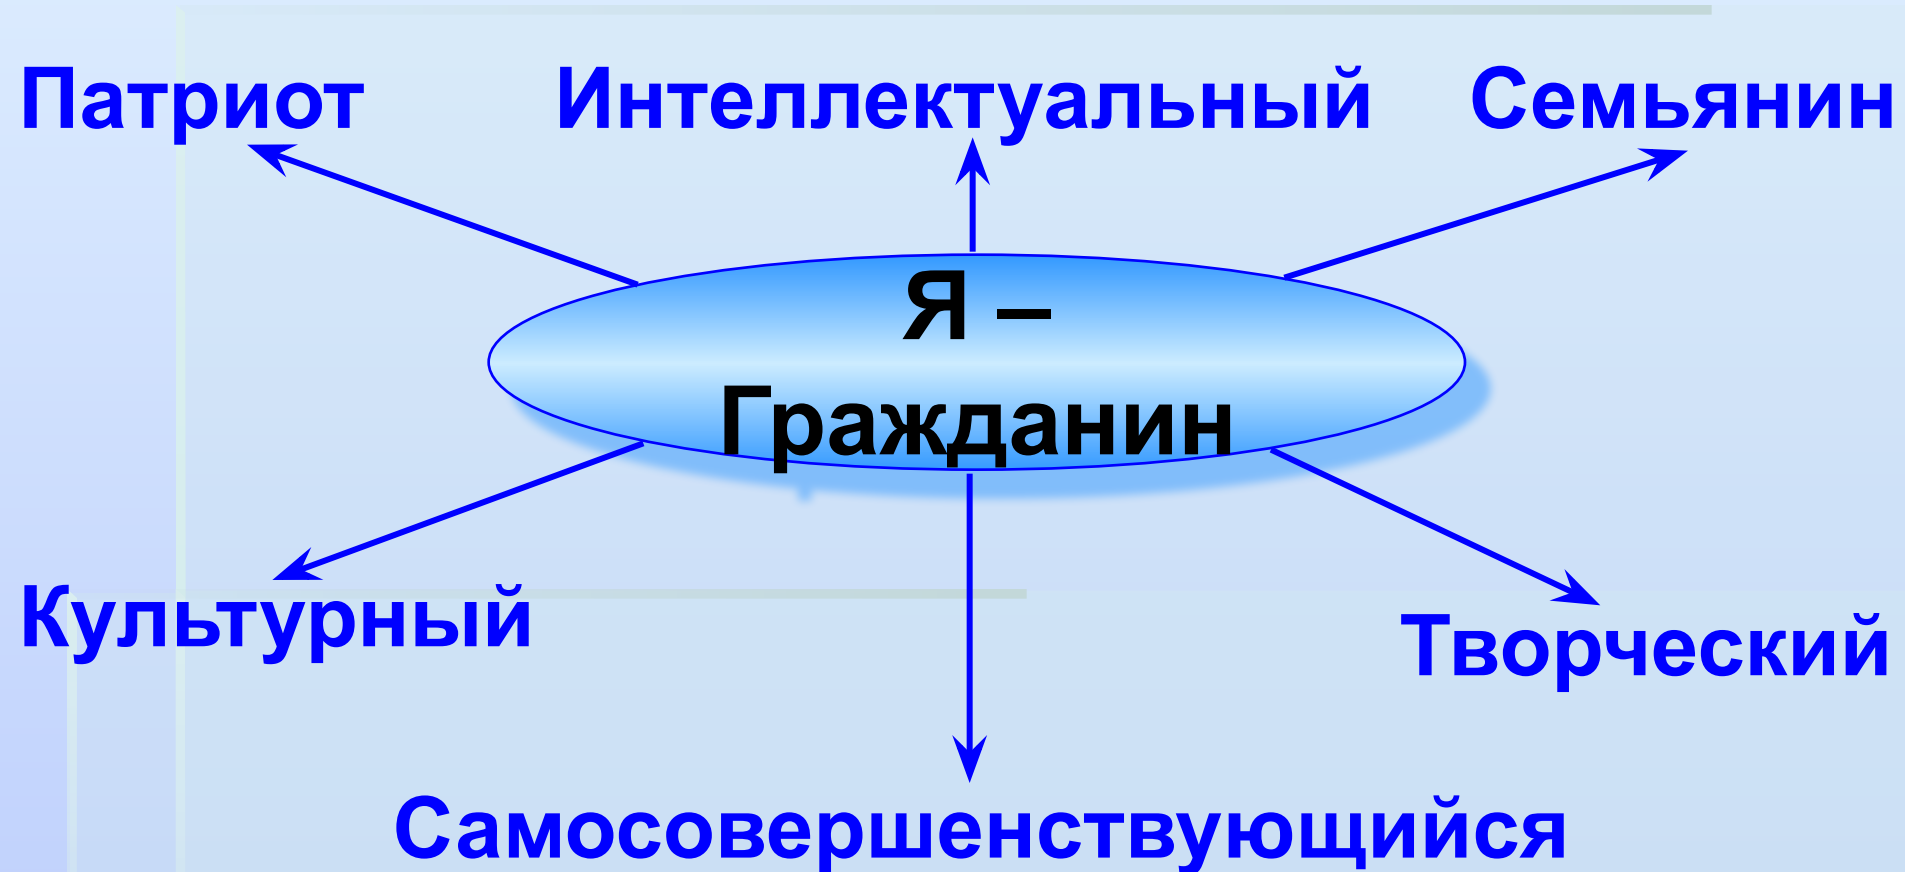 Патриот Интеллектуальный Семьянин
Я –
Гражданин
Культурный
Творческий
Самосовершенствующийся